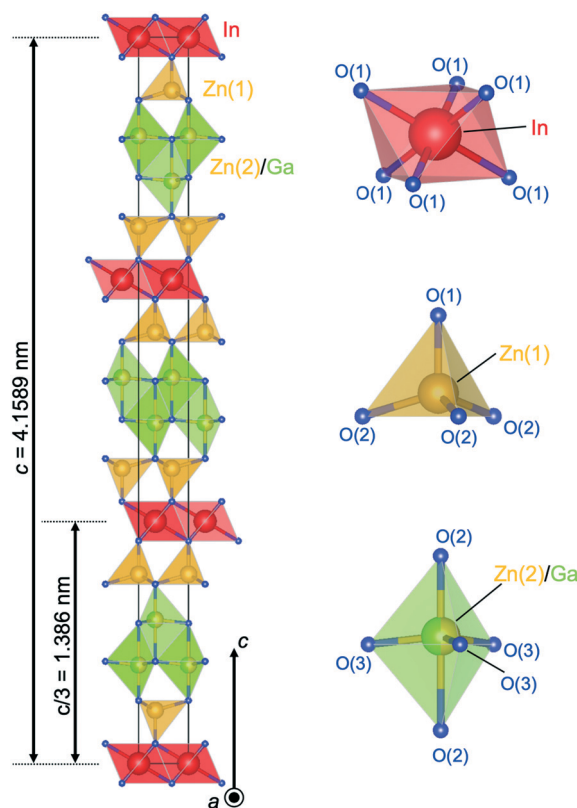 In
Zn(1)
Zn(2)/Ga
c = 4.1589 nm
c/3 = 1.386 nm
c
a
O(1)
O(1)
O(1)
In
O(1)
O(1)
O(1)
O(1)
Zn(1)
O(2)
O(2)
O(2)
O(2)
Zn(2)/Ga
O(3)
O(3)
O(3)
O(2)